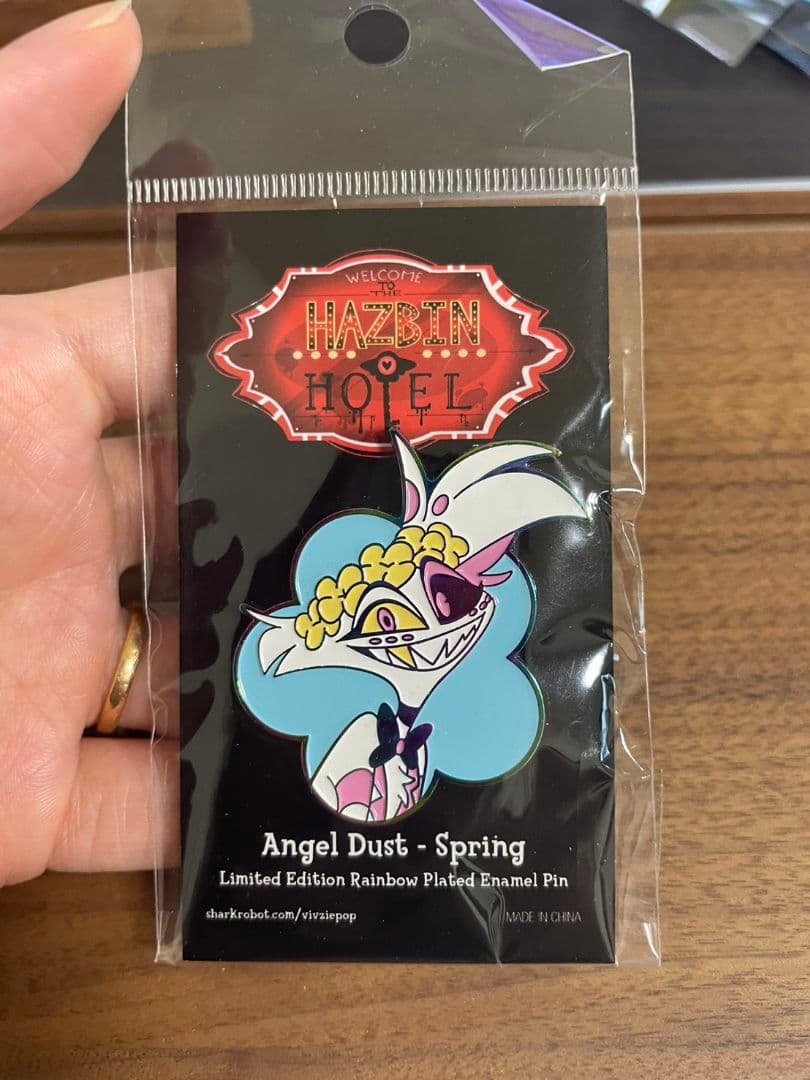 WELCOME
TO
THE
HAZBIN
HOTEL
Angel Dust - Spring
Limited Edition Rainbow Plated Enamel Pin
sharkrobot.com/vivziepop
MADE IN CHINA